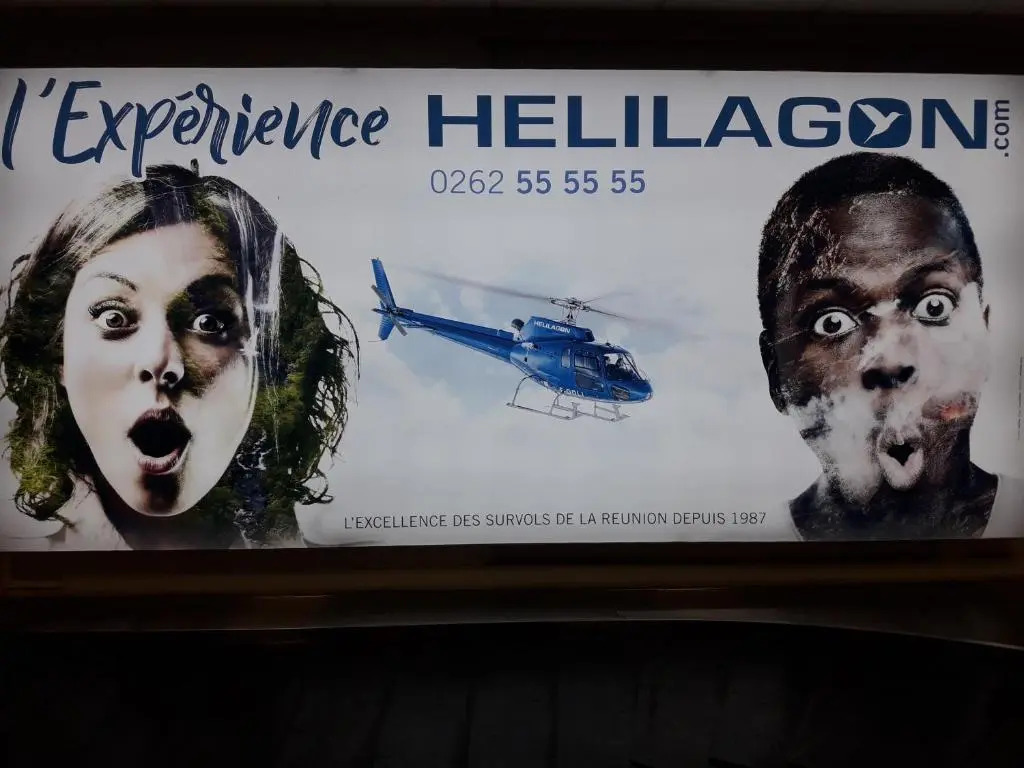 l'Expérience HELILAGON.com
0262 55 55 55
HELILAGON
L'EXCELLENCE DES SURVOLS DE LA REUNION DEPUIS 1987